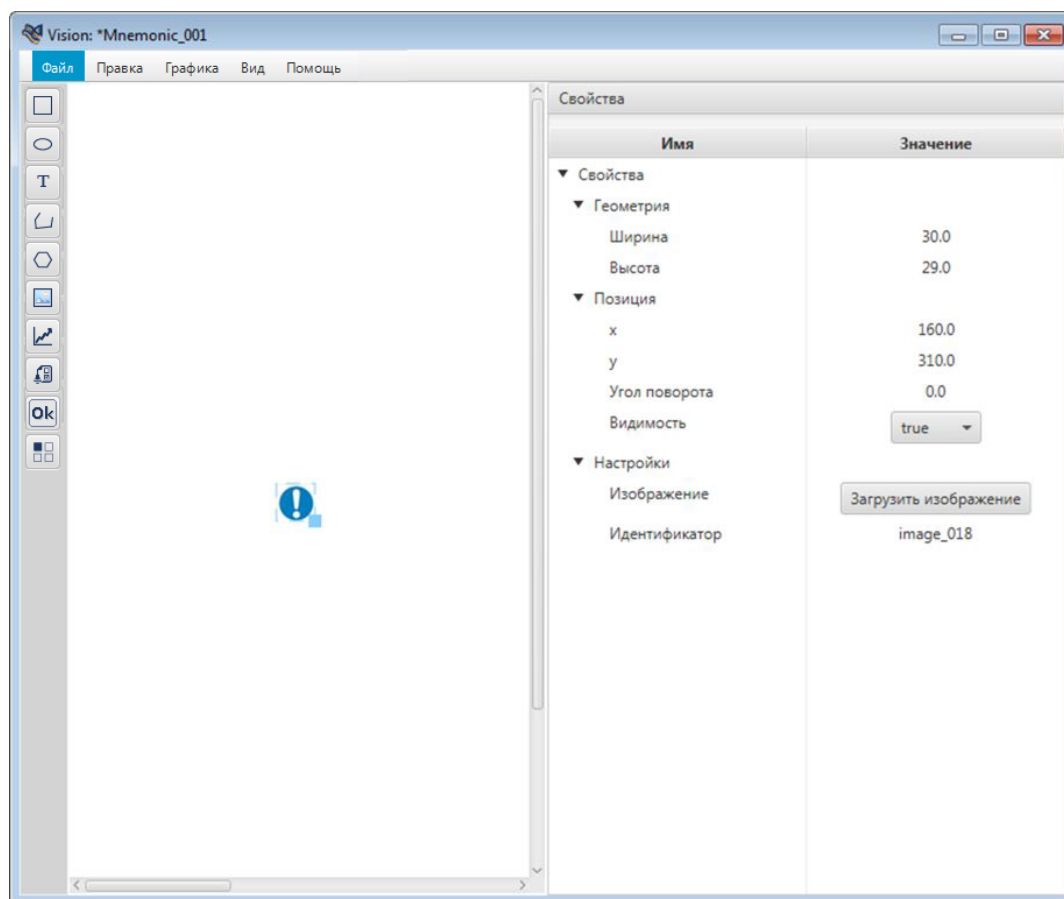 Vision: *Mnemonic_001
Файл Правка Графика Вид Помощь
Свойства
Имя Значение
Свойства
Геометрия
Ширина 30.0
Высота 29.0
Позиция
x 160.0
y 310.0
Угол поворота 0.0
Видимость true
Настройки
Изображение Загрузить изображение
Идентификатор image_018
T
Ok